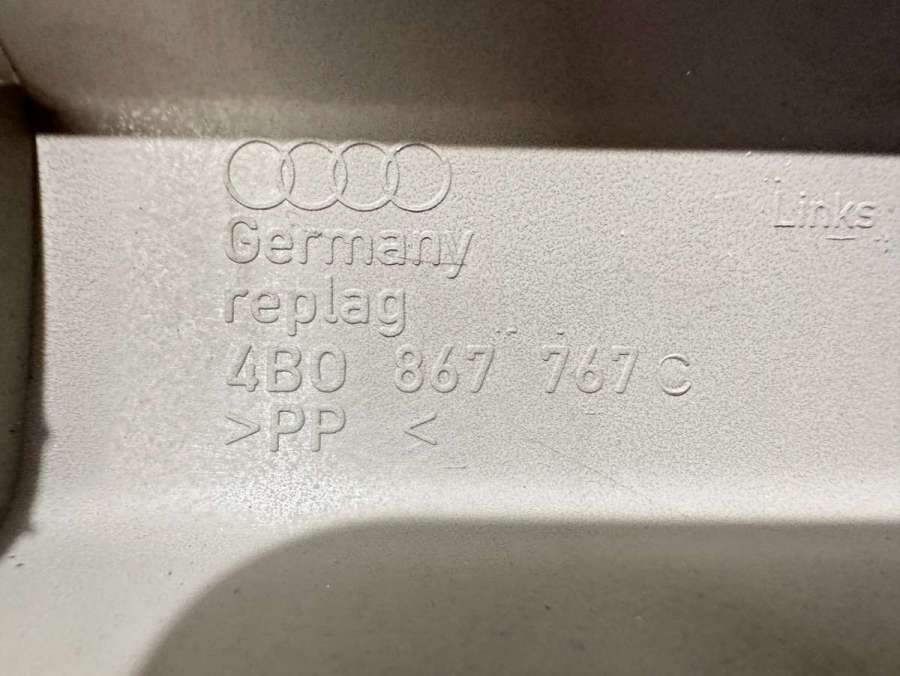 Germany
Links
replag
4B0 867 767 C
>PP <